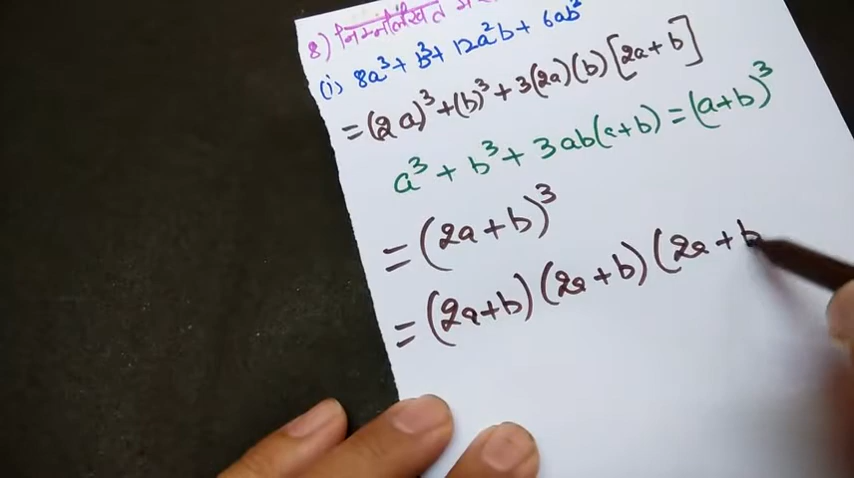 8) निम्नलिखित
(i) 8a³ + b³ + 12a²b + 6ab²
= (2a)³ + (b)³ + 3(2a)(b)[2a + b]
a³ + b³ + 3ab(a+b) = (a+b)³
= (2a + b)³
= (2a+b)(2a+b)(2a+b